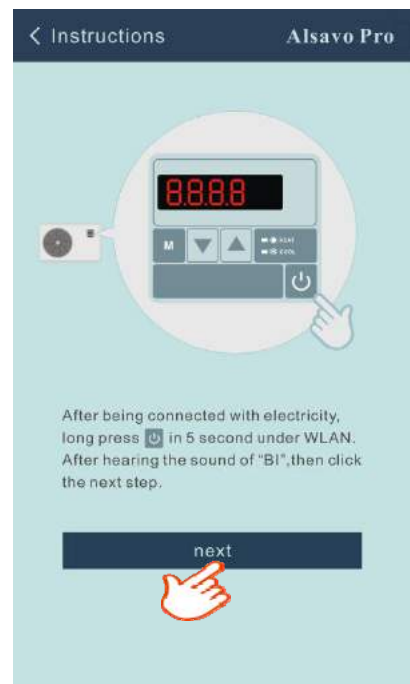 Instructions Alsavo Pro
8.8.8.8
M HEAT
COOL
After being connected with electricity,
long press in 5 second under WLAN.
After hearing the sound of "BI",then click
the next step.
next